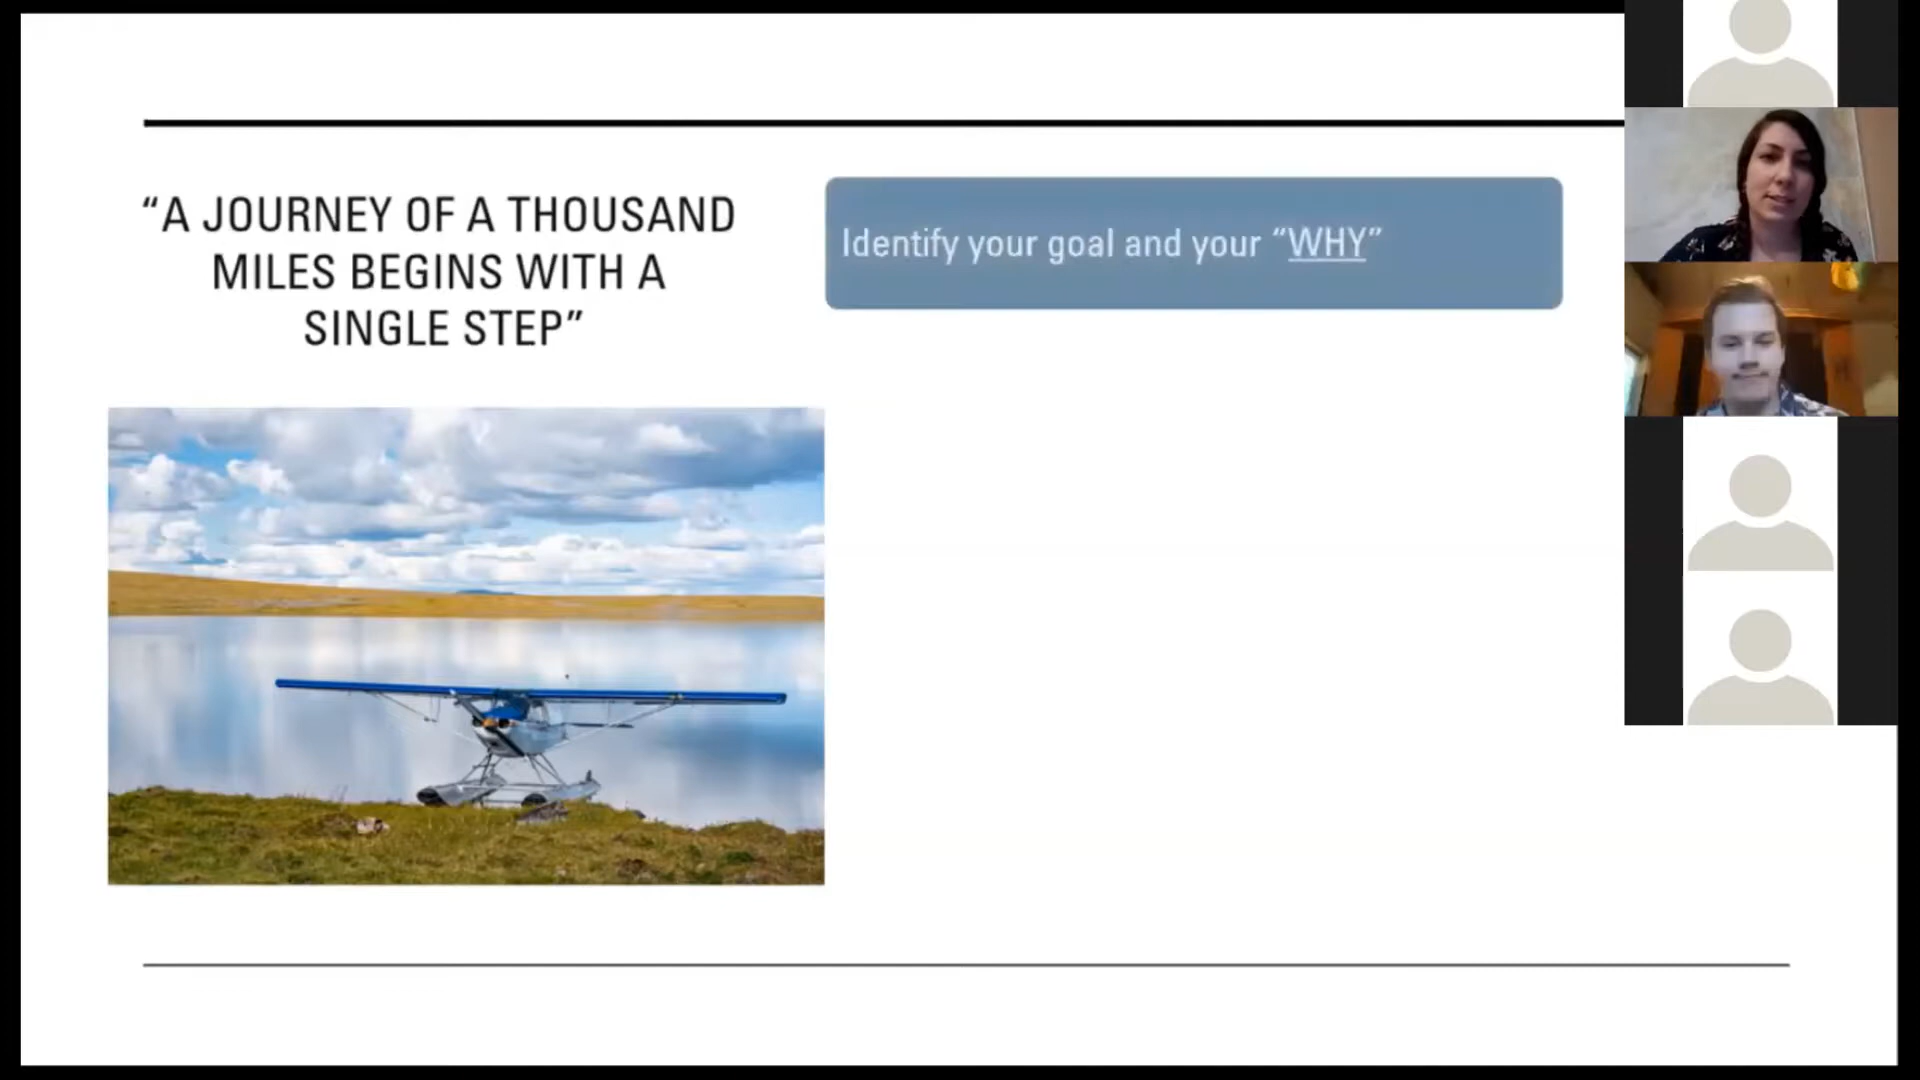 “A JOURNEY OF A THOUSAND
MILES BEGINS WITH A
SINGLE STEP”
Identify your goal and your “WHY”